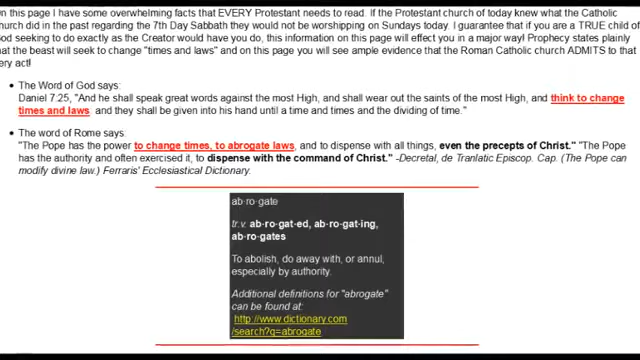 n this page I have some overwhelming facts that EVERY Protestant needs to read. If the Protestant church of today knew what the Catholic
hurch did in the past regarding the 7th Day Sabbath they would not be worshipping on Sundays today. I guarantee that if you are a TRUE child of
od seeking to do exactly as the Creator would have you do, this information on this page will effect you in a major way! Prophecy states plainly
hat the beast will seek to change "times and laws" and on this page you will see ample evidence that the Roman Catholic church ADMITS to that
ery act!
• The Word of God says:
Daniel 7:25, "And he shall speak great words against the most High, and shall wear out the saints of the most High, and think to change
times and laws: and they shall be given into his hand until a time and times and the dividing of time."
• The word of Rome says:
"The Pope has the power to change times, to abrogate laws, and to dispense with all things, even the precepts of Christ." "The Pope
has the authority and often exercised it, to dispense with the command of Christ." -Decretal, de Tranlatic Episcop. Cap. (The Pope can
modify divine law.) Ferraris' Ecclesiastical Dictionary.
ab·ro·gate
tr.v. ab·ro·gat·ed, ab·ro·gat·ing,
ab·ro·gates
To abolish, do away with, or annul,
especially by authority.
Additional definitions for "abrogate"
can be found at:
http://www.dictionary.com
/search?q=abrogate